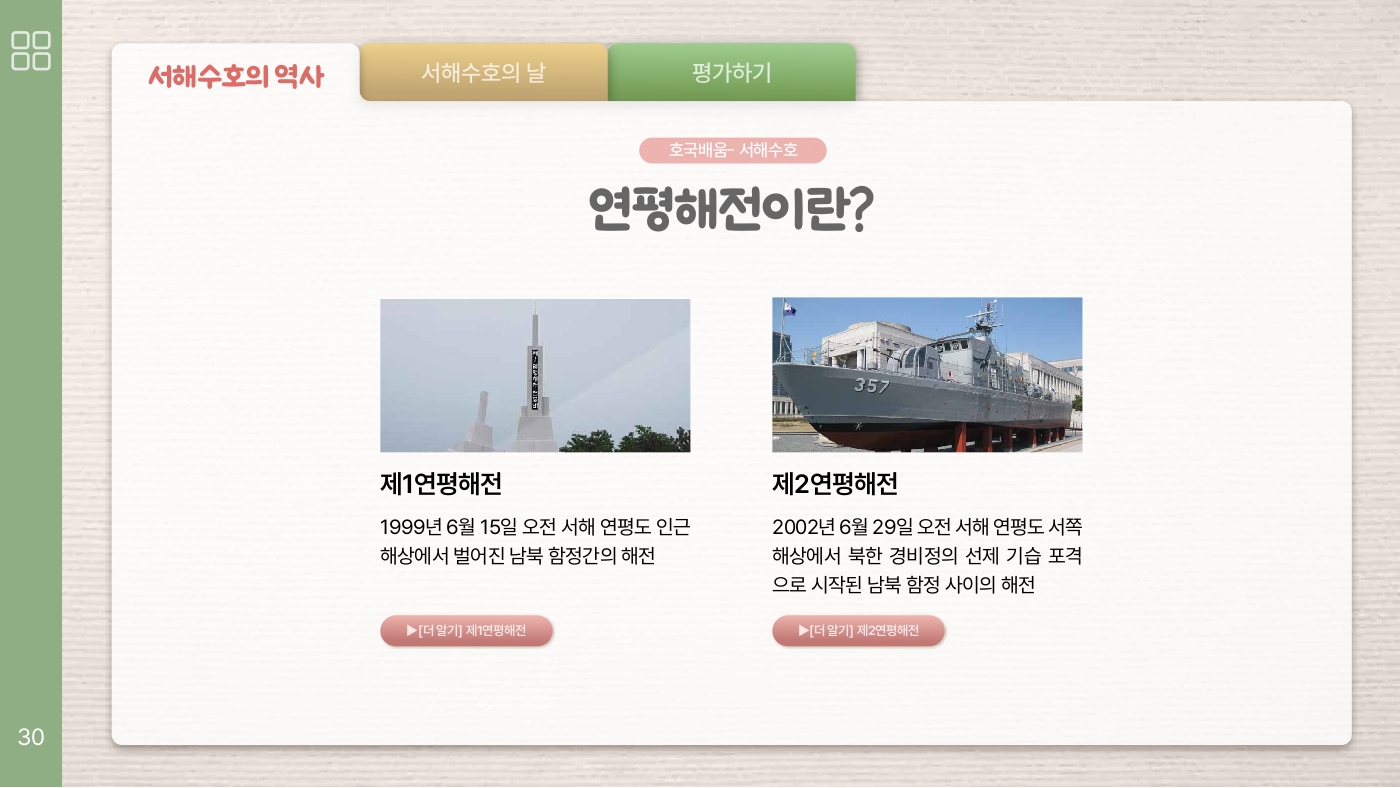 서해수호의 역사
서해수호의 날
평가하기
호국배움- 서해수호
연평해전이란?
357
제1연평해전
1999년 6월 15일 오전 서해 연평도 인근
해상에서 벌어진 남북 함정간의 해전
▶[더 알기] 제1연평해전
제2연평해전
2002년 6월 29일 오전 서해 연평도 서쪽
해상에서 북한 경비정의 선제 기습 포격
으로 시작된 남북 함정 사이의 해전
▶[더 알기] 제2연평해전
30